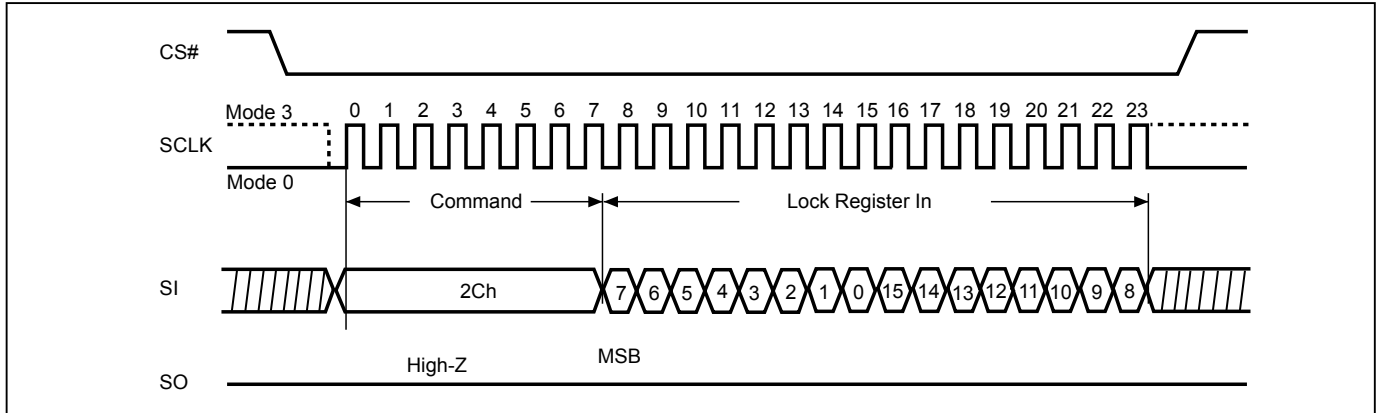 CS#
Mode 3 0 1 2 3 4 5 6 7 8 9 10 11 12 13 14 15 16 17 18 19 20 21 22 23
SCLK
Mode 0
Command Lock Register In
SI 2Ch 7 6 5 4 3 2 1 0 15 14 13 12 11 10 9 8
High-Z MSB
SO